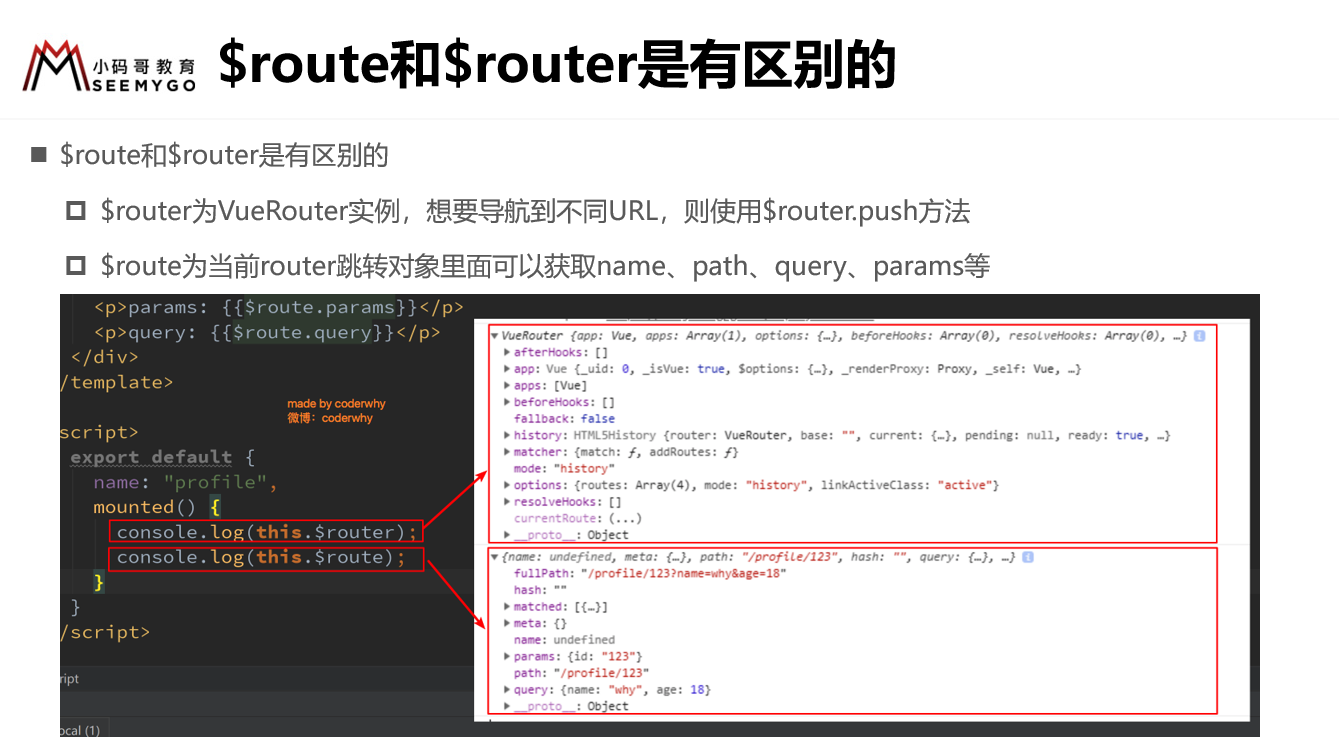 小码哥教育
SEEMYGO
$route和$router是有区别的
$route和$router是有区别的
$router为VueRouter实例，想要导航到不同URL，则使用$router.push方法
$route为当前router跳转对象里面可以获取name、path、query、params等
<p>params: {{$route.params}}</p>
<p>query: {{$route.query}}</p>
</div>
/template>
made by coderwhy
微博：coderwhy
script>
export default {
name: "profile",
mounted() {
console.log(this.$router);
console.log(this.$route);
}
}
/script>
ript
ocal (1)
▼VueRouter {app: Vue, apps: Array(1), options: {…}, beforeHooks: Array(0), resolveHooks: Array(0), …}
▶afterHooks: []
▶app: Vue {_uid: 0, _isVue: true, $options: {…}, _renderProxy: Proxy, _self: Vue, …}
▶apps: [Vue]
▶beforeHooks: []
fallback: false
▶history: HTML5History {router: VueRouter, base: "", current: {…}, pending: null, ready: true, …}
▶matcher: {match: ƒ, addRoutes: ƒ}
mode: "history"
▶options: {routes: Array(4), mode: "history", linkActiveClass: "active"}
▶resolveHooks: []
currentRoute: (...)
▶__proto__: Object
▼{name: undefined, meta: {…}, path: "/profile/123", hash: "", query: {…}, …}
fullPath: "/profile/123?name=why&age=18"
hash: ""
▶matched: [{…}]
▶meta: {}
name: undefined
▶params: {id: "123"}
path: "/profile/123"
▶query: {name: "why", age: 18}
▶__proto__: Object